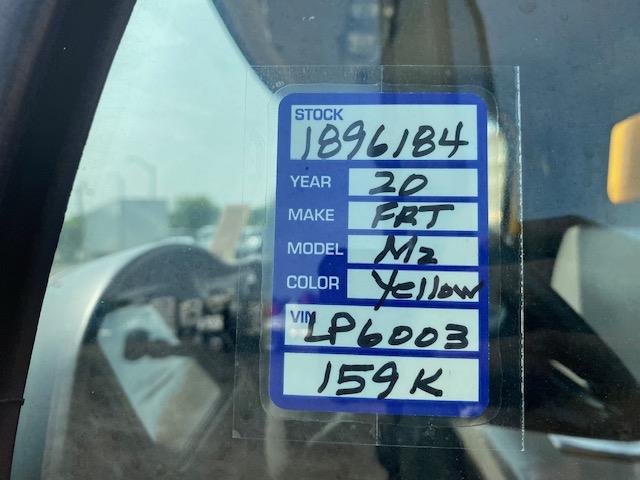 STOCK
1896184
YEAR 20
MAKE FRT
MODEL M2
COLOR Yellow
VIN LP6003
159K